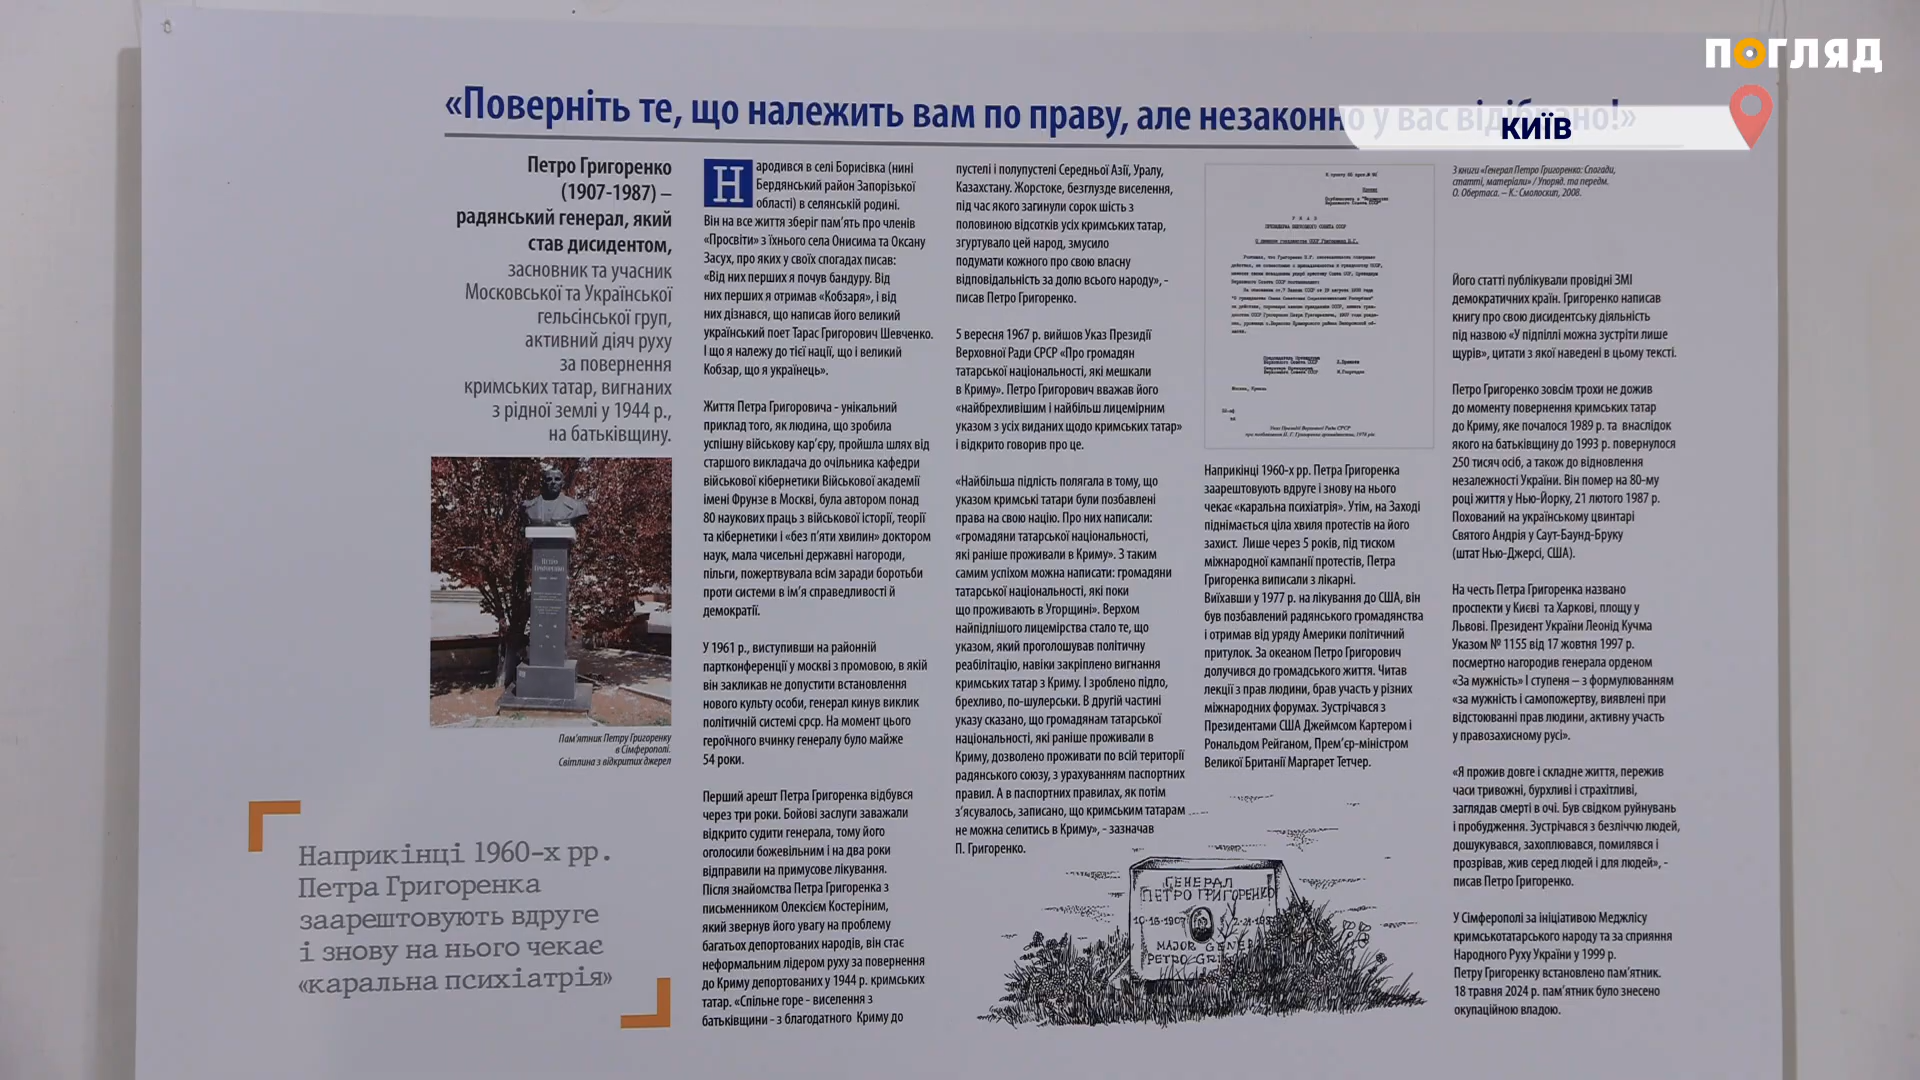 ПОГЛЯД
КИЇВ
«Поверніть те, що належить вам по праву, але незаконно у вас відібрано!»
Петро Григоренко
(1907-1987) –
радянський генерал, який
став дисидентом,
засновник та учасник
Московської та Української
гельсінської груп,
активний діяч руху
за повернення
кримських татар, вигнаних
з рідної землі у 1944 р.,
на батьківщину.
ПЕТРО
ГРИГОРЕНКО
Пам'ятник Петру Григоренку
в Сімферополі.
Світлина з відкритих джерел
Наприкінці 1960-х рр.
Петра Григоренка
заарештовують вдруге
і знову на нього чекає
«каральна психіатрія»
Народився в селі Борисівка (нині
Бердянський район Запорізької
області) в селянській родині.
Він на все життя зберіг пам'ять про членів
«Просвіти» з їхнього села Онисима та Оксану
Засух, про яких у своїх спогадах писав:
«Від них перших я почув бандуру. Від
них перших я отримав «Кобзаря», і від
них дізнався, що написав його великий
український поет Тарас Григорович Шевченко.
І що я належу до тієї нації, що і великий
Кобзар, що я українець».
Життя Петра Григоровича - унікальний
приклад того, як людина, що зробила
успішну військову кар'єру, пройшла шлях від
старшого викладача до очільника кафедри
військової кібернетики Військової академії
імені Фрунзе в Москві, була автором понад
80 наукових праць з військової історії, теорії
та кібернетики і «без п'яти хвилин» доктором
наук, мала чисельні державні нагороди,
пільги, пожертвувала всім заради боротьби
проти системи в ім'я справедливості й
демократії.
У 1961 р., виступивши на районній
партконференції у москві з промовою, в якій
він закликав не допустити встановлення
нового культу особи, генерал кинув виклик
політичній системі срср. На момент цього
героїчного вчинку генералу було майже
54 роки.
Перший арешт Петра Григоренка відбувся
через три роки. Бойові заслуги заважали
відкрито судити генерала, тому його
оголосили божевільним і на два роки
відправили на примусове лікування.
Після знайомства Петра Григоренка з
письменником Олексієм Костеріним,
який звернув його увагу на проблему
багатьох депортованих народів, він стає
неформальним лідером руху за повернення
до Криму депортованих у 1944 р. кримських
татар. «Спільне горе - виселення з
батьківщини - з благодатного Криму до
пустелі і полупустелі Середньої Азії, Уралу,
Казахстану. Жорстоке, безглузде виселення,
під час якого загинули сорок шість з
половиною відсотків усіх кримських татар,
згуртувало цей народ, змусило
подумати кожного про свою власну
відповідальність за долю всього народу», -
писав Петро Григоренко.
5 вересня 1967 р. вийшов Указ Президії
Верховної Ради СРСР «Про громадян
татарської національності, які мешкали
в Криму». Петро Григорович вважав його
«найбрехливішим і найбільш лицемірним
указом з усіх виданих щодо кримських татар»
і відкрито говорив про це.
«Найбільша підлість полягала в тому, що
указом кримські татари були позбавлені
права на свою націю. Про них написали:
«громадяни татарської національності,
які раніше проживали в Криму». З таким
самим успіхом можна написати: громадяни
татарської національності, які поки
що проживають в Угорщині». Верхом
найпідлішого лицемірства стало те, що
указом, який проголошував політичну
реабілітацію, навіки закріплено вигнання
кримських татар з Криму. І зроблено підло,
брехливо, по-шулерськи. В другій частині
указу сказано, що громадянам татарської
національності, які раніше проживали в
Криму, дозволено проживати по всій території
радянського союзу, з урахуванням паспортних
правил. А в паспортних правилах, як потім
з'ясувалось, записано, що кримським татарам
не можна селитись в Криму», - зазначав
П. Григоренко.
УКАЗ
ПРЕЗИДИУМА ВЕРХОВНОГО СОВЕТА СССР
О лишении гражданства СССР Григоренко П.Г.
Указ Президії Верховної Ради СРСР
про позбавлення П. Г. Григоренка громадянства, 1978 рік
Наприкінці 1960-х рр. Петра Григоренка
заарештовують вдруге і знову на нього
чекає «каральна психіатрія». Утім, на Заході
піднімається ціла хвиля протестів на його
захист. Лише через 5 років, під тиском
міжнародної кампанії протестів, Петра
Григоренка виписали з лікарні.
Виїхавши у 1977 р. на лікування до США, він
був позбавлений радянського громадянства
і отримав від уряду Америки політичний
притулок. За океаном Петро Григорович
долучився до громадського життя. Читав
лекції з прав людини, брав участь у різних
міжнародних форумах. Зустрічався з
Президентами США Джеймсом Картером і
Рональдом Рейганом, Прем'єр-міністром
Великої Британії Маргарет Тетчер.
ГЕНЕРАЛ
ПЕТРО ГРИГОРЕНКО
10-16-1907
MAJOR GENE
PETRO GRI
З книги «Генерал Петро Григоренко: Спогади,
статті, матеріали» / Упоряд. та передм.
О. Обертаса. – К.: Смолоскип, 2008.
Його статті публікували провідні ЗМІ
демократичних країн. Григоренко написав
книгу про свою дисидентську діяльність
під назвою «У підпіллі можна зустріти лише
щурів», цитати з якої наведені в цьому тексті.
Петро Григоренко зовсім трохи не дожив
до моменту повернення кримських татар
до Криму, яке почалося 1989 р. та внаслідок
якого на батьківщину до 1993 р. повернулося
250 тисяч осіб, а також до відновлення
незалежності України. Він помер на 80-му
році життя у Нью-Йорку, 21 лютого 1987 р.
Похований на українському цвинтарі
Святого Андрія у Саут-Баунд-Бруку
(штат Нью-Джерсі, США).
На честь Петра Григоренка названо
проспекти у Києві та Харкові, площу у
Львові. Президент України Леонід Кучма
Указом № 1155 від 17 жовтня 1997 р.
посмертно нагородив генерала орденом
«За мужність» I ступеня – з формулюванням
«за мужність і самопожертву, виявлені при
відстоюванні прав людини, активну участь
у правозахисному русі».
«Я прожив довге і складне життя, пережив
часи тривожні, бурхливі і страхітливі,
заглядав смерті в очі. Був свідком руйнувань
і пробудження. Зустрічався з безліччю людей,
дошукувався, захоплювався, помилявся і
прозрівав, жив серед людей і для людей», -
писав Петро Григоренко.
У Сімферополі за ініціативою Меджлісу
кримськотатарського народу та за сприяння
Народного Руху України у 1999 р.
Петру Григоренку встановлено пам'ятник.
18 травня 2024 р. пам'ятник було знесено
окупаційною владою.